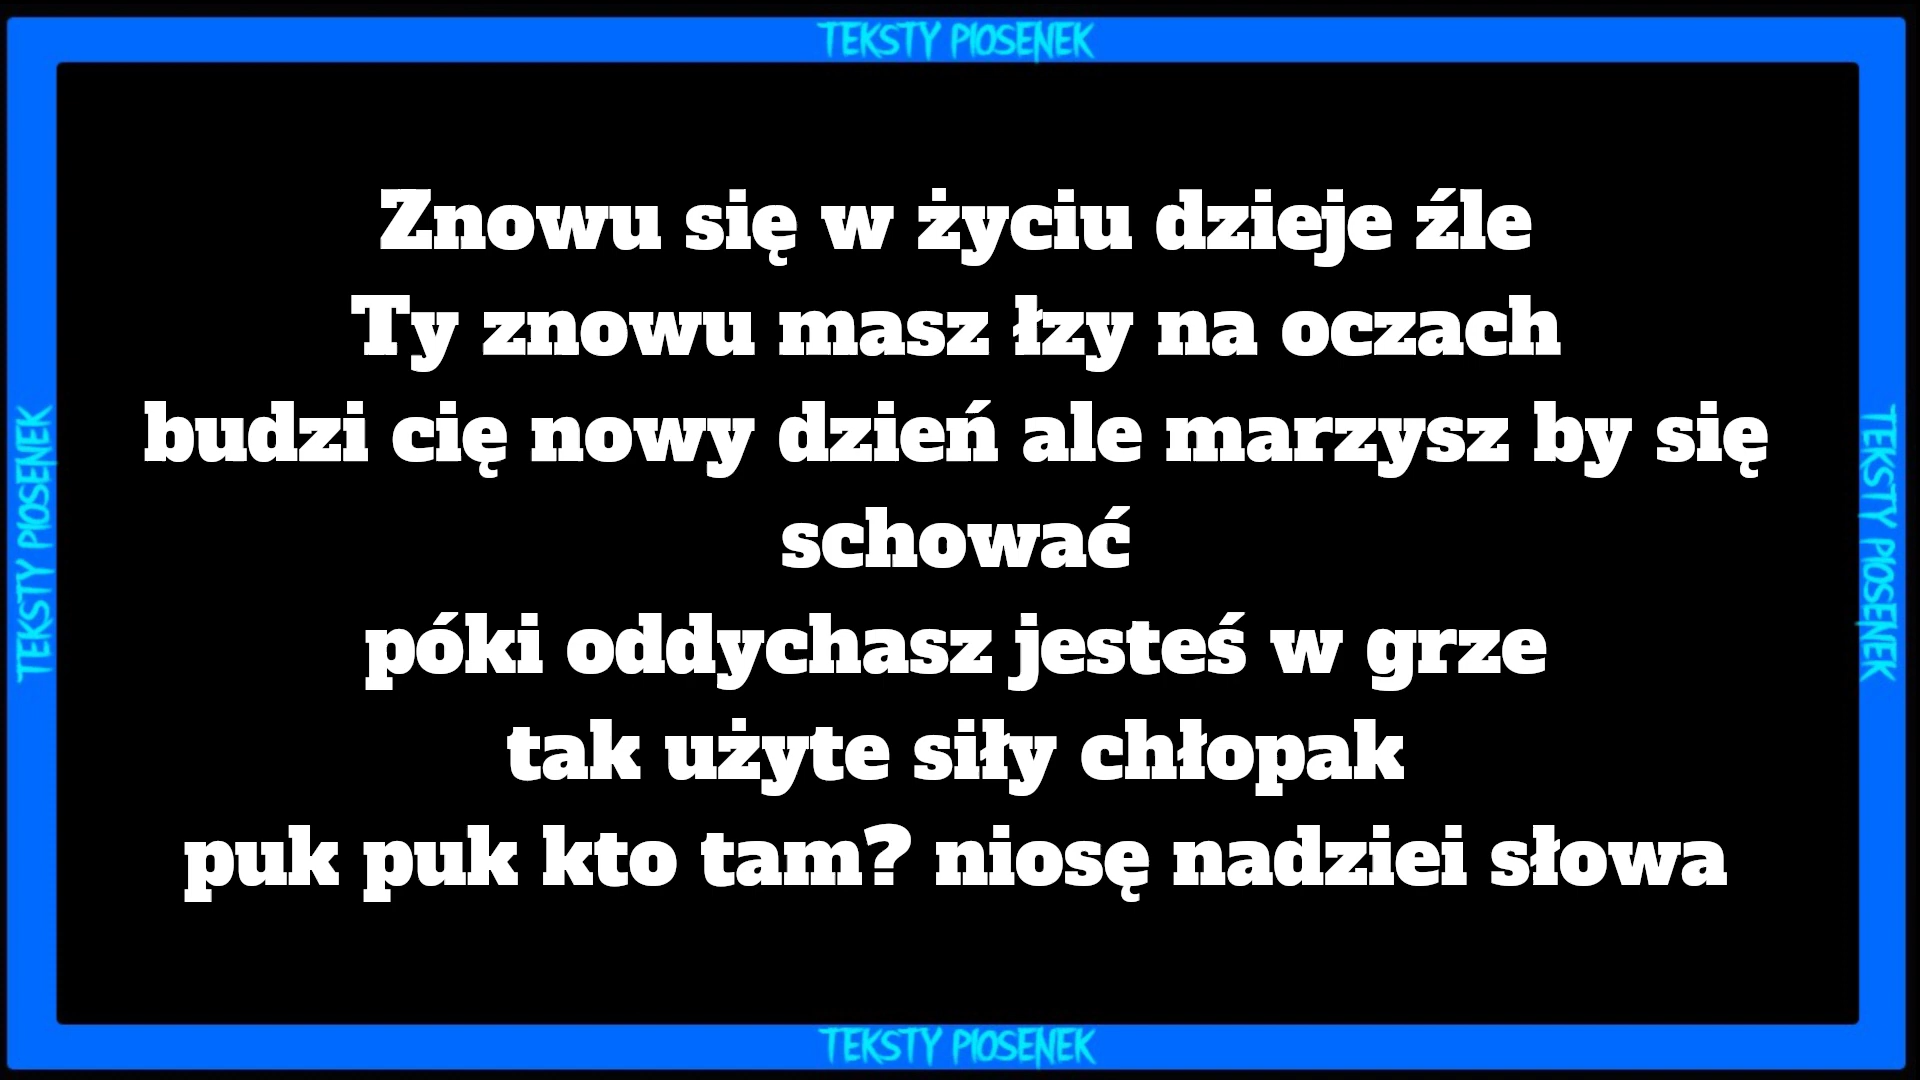 TEKSTY PIOSENEK
Znowu się w życiu dzieje źle
Ty znowu masz łzy na oczach
budzi cię nowy dzień ale marzysz by się
schować
póki oddychasz jesteś w grze
tak użyte siły chłopak
puk puk kto tam? niosę nadziei słowa
TEKSTY PIOSENEK
TEKSTY PIOSENEK
TEKSTY PIOSENEK